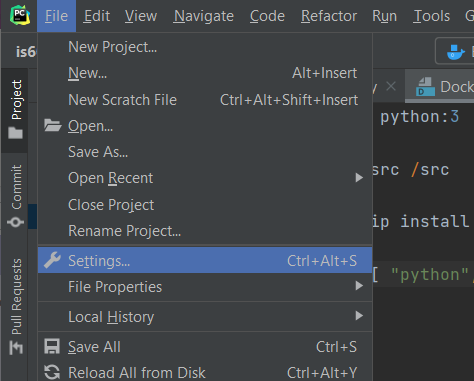 PC File Edit View Navigate Code Refactor Run Tools
New Project...
New... Alt+Insert
New Scratch File Ctrl+Alt+Shift+Insert
Open...
Save As...
Open Recent
Close Project
Rename Project...
Settings... Ctrl+Alt+S
File Properties
Local History
Save All Ctrl+S
Reload All from Disk Ctrl+Alt+Y
Project
Commit
Pull Requests
Dock
python:3
src /src
ip install
[ "python",